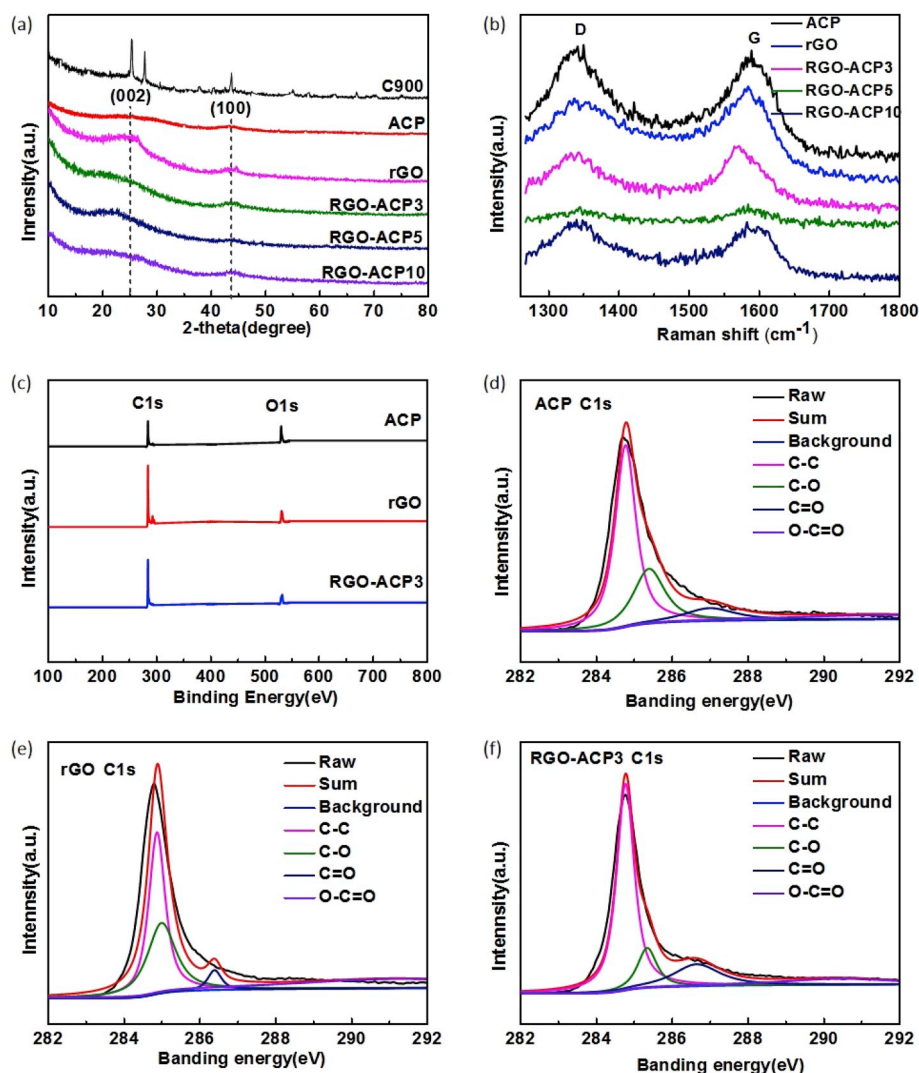 (a)
C900
(002)
(100)
ACP
rGO
RGO-ACP3
RGO-ACP5
RGO-ACP10
Inrensity(a.u.)
10 20 30 40 50 60 70 80
2-theta(degree)
(b)
D
G
ACP
rGO
RGO-ACP3
RGO-ACP5
RGO-ACP10
Intensity(a.u.)
1300 1400 1500 1600 1700 1800
Raman shift (cm-1)
(c)
C1s
O1s
ACP
rGO
RGO-ACP3
Intensity(a.u.)
100 200 300 400 500 600 700 800
Binding Energy(eV)
(d)
ACP C1s
Raw
Sum
Background
C-C
C-O
C=O
O-C=O
Intennsity(a.u.)
282 284 286 288 290 292
Banding energy(eV)
(e)
rGO C1s
Raw
Sum
Background
C-C
C-O
C=O
O-C=O
Intennsity(a.u.)
282 284 286 288 290 292
Banding energy(eV)
(f)
RGO-ACP3 C1s
Raw
Sum
Background
C-C
C-O
C=O
O-C=O
Intennsity(a.u.)
282 284 286 288 290 292
Banding energy(eV)